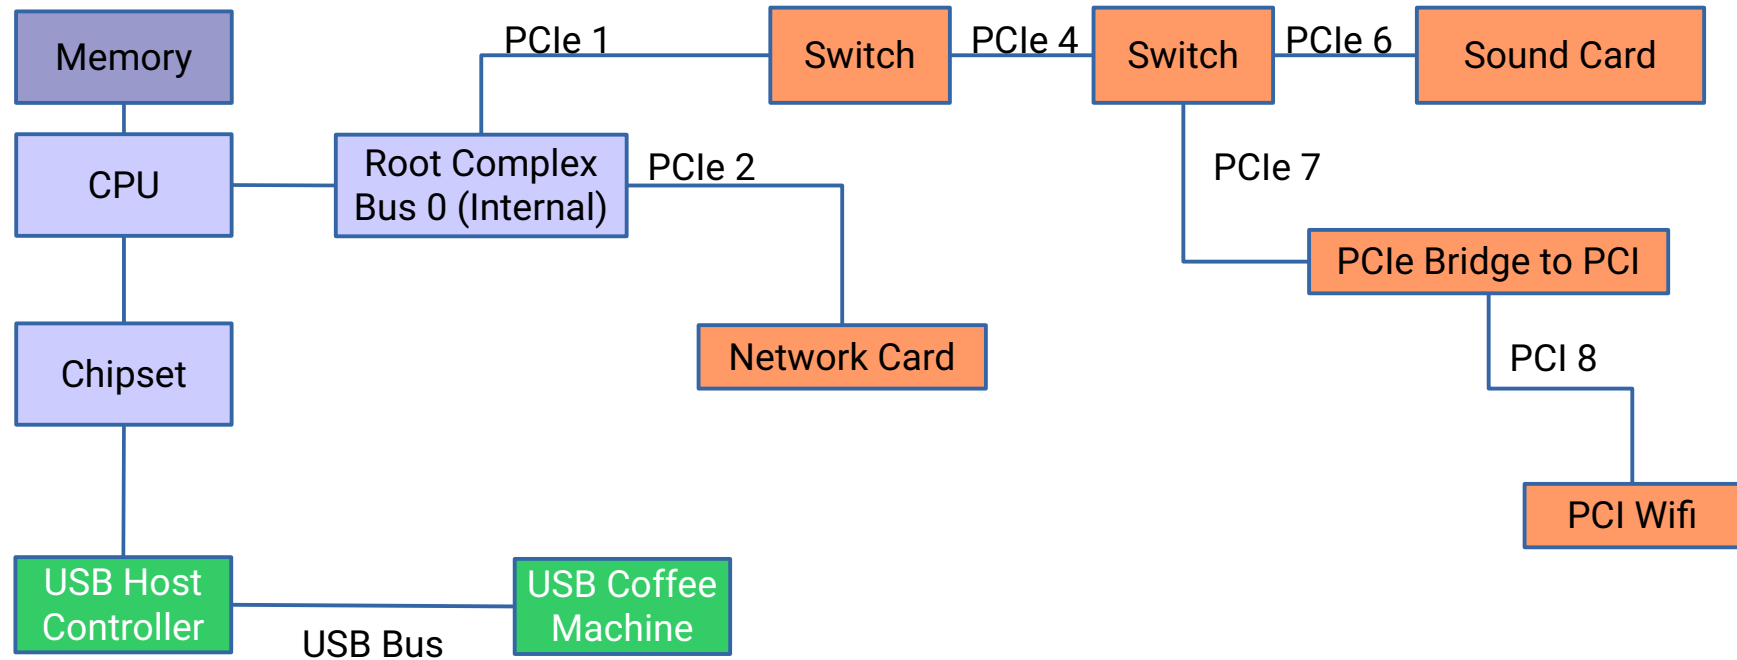 Memory
PCIe 1
Switch
PCIe 4
Switch
PCIe 6
Sound Card
CPU
Root Complex
Bus 0 (Internal)
PCIe 2
PCIe 7
PCIe Bridge to PCI
Chipset
Network Card
PCI 8
PCI Wifi
USB Host
Controller
USB Bus
USB Coffee
Machine